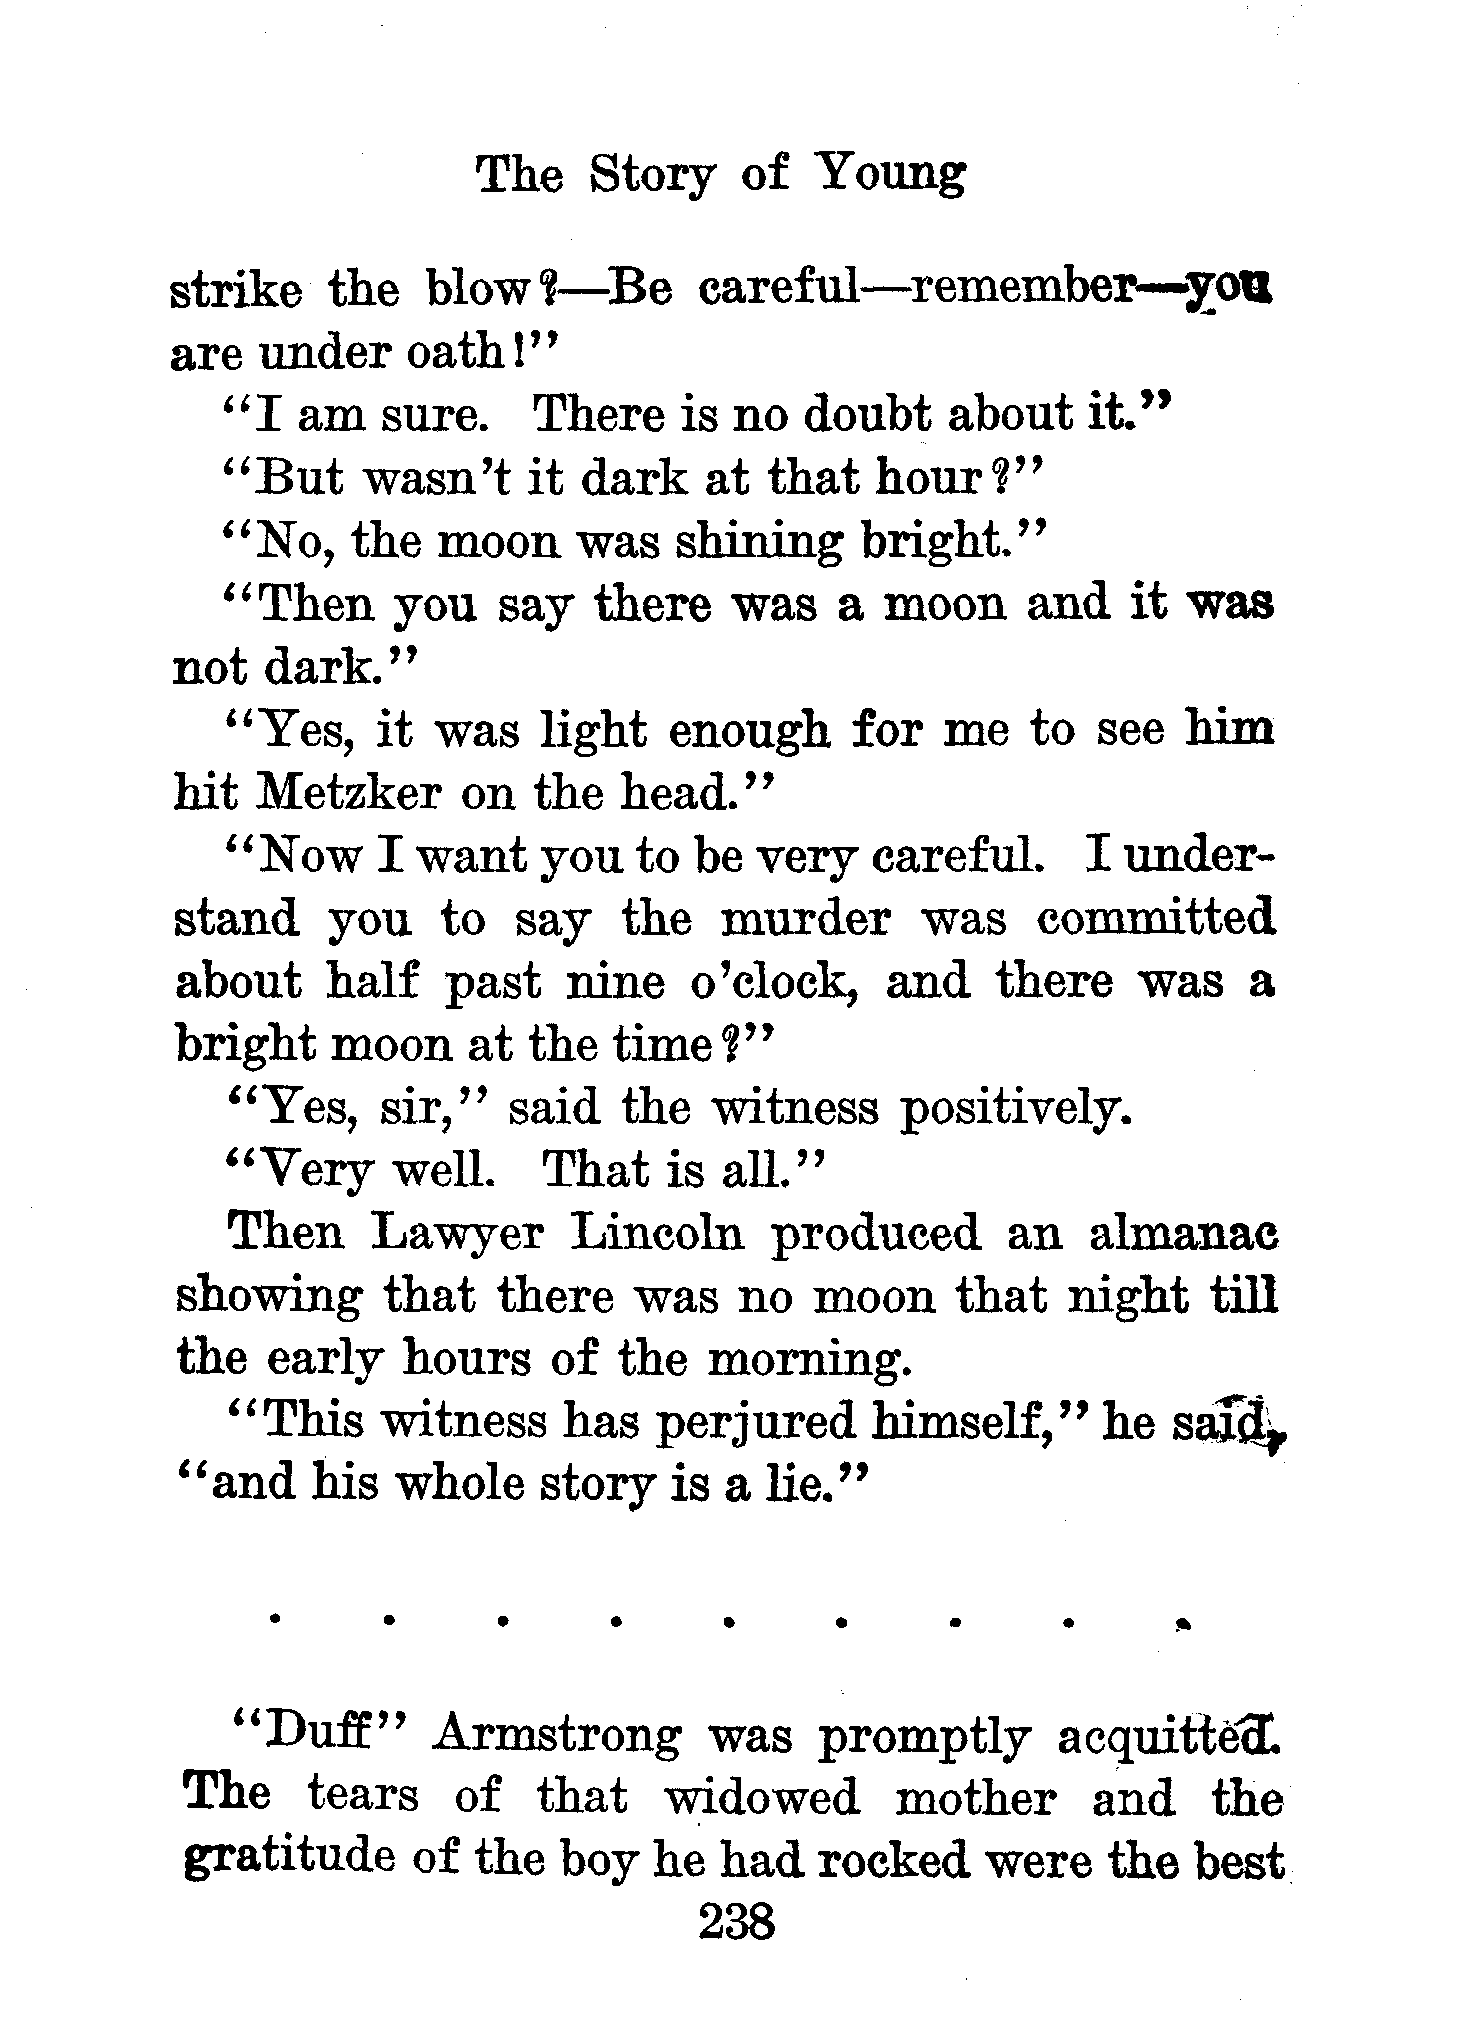 The Story of Young
strike the blow?—Be careful—remember—you
are under oath!"
"I am sure. There is no doubt about it."
"But wasn't it dark at that hour?"
"No, the moon was shining bright."
"Then you say there was a moon and it was
not dark."
"Yes, it was light enough for me to see him
hit Metzker on the head."
"Now I want you to be very careful. I under-
stand you to say the murder was committed
about half past nine o'clock, and there was a
bright moon at the time?"
"Yes, sir," said the witness positively.
"Very well. That is all."
Then Lawyer Lincoln produced an almanac
showing that there was no moon that night till
the early hours of the morning.
"This witness has perjured himself," he said,
"and his whole story is a lie."
. . . . . . . . .
"Duff" Armstrong was promptly acquitted.
The tears of that widowed mother and the
gratitude of the boy he had rocked were the best
238